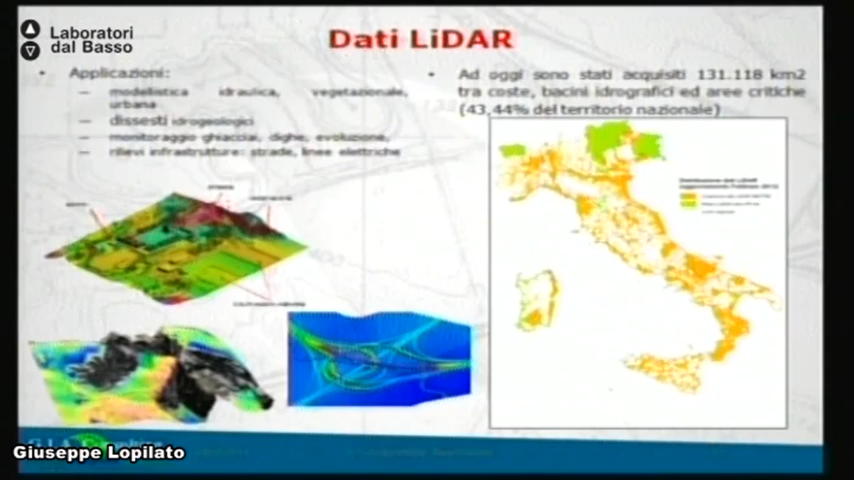 Laboratori
dal Basso
Dati LiDAR
• Applicazioni:
– modellistica idraulica, vegetazionale,
urbana
– dissesti idrogeologici
– monitoraggio ghiacciai, dighe, evoluzione,
– rilievi infrastrutture: strade, linee elettriche
• Ad oggi sono stati acquisiti 131.118 km2
tra coste, bacini idrografici ed aree critiche
(43,44% del territorio nazionale)
Giuseppe Lopilato